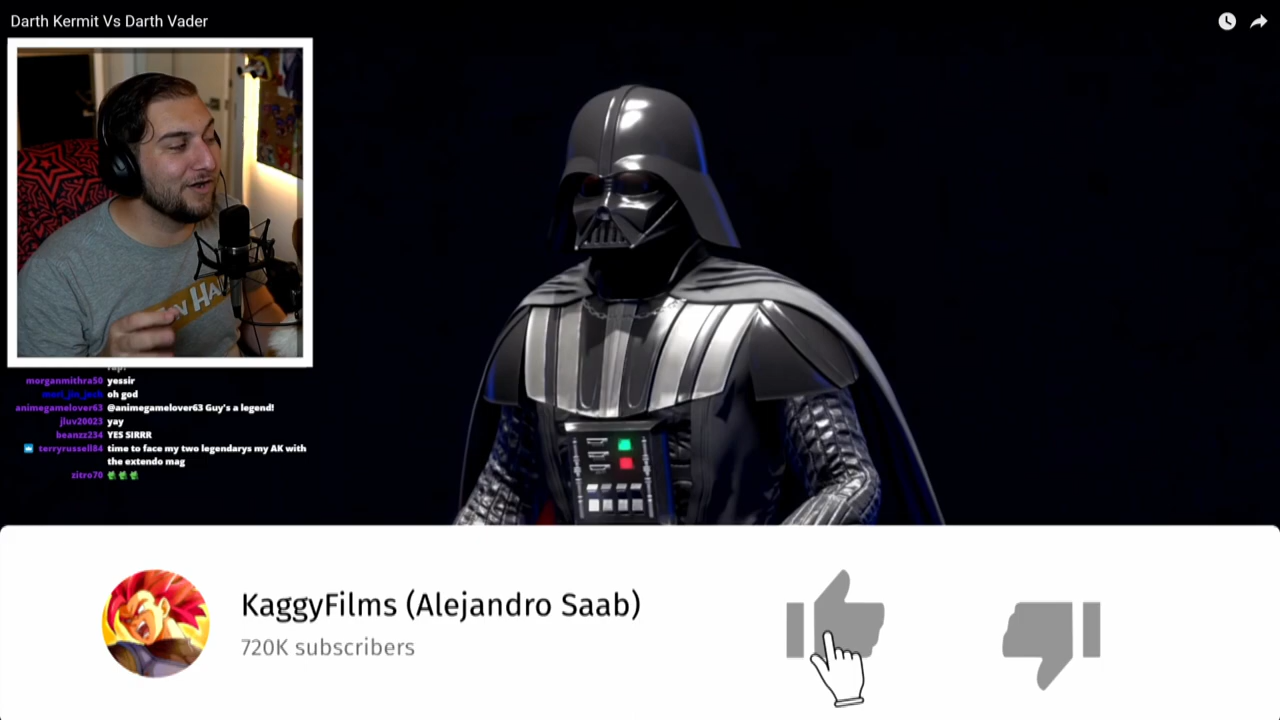 Darth Kermit Vs Darth Vader
morganmithra50 yessir
oh god
animegamelover63 @animegamelover63 Guy's a legend!
jluv20023 yay
beanzz234 YES SIRRR
terryrussell84 time to face my two legendarys my AK with
the extendo mag
zitro70
KaggyFilms (Alejandro Saab)
720K subscribers